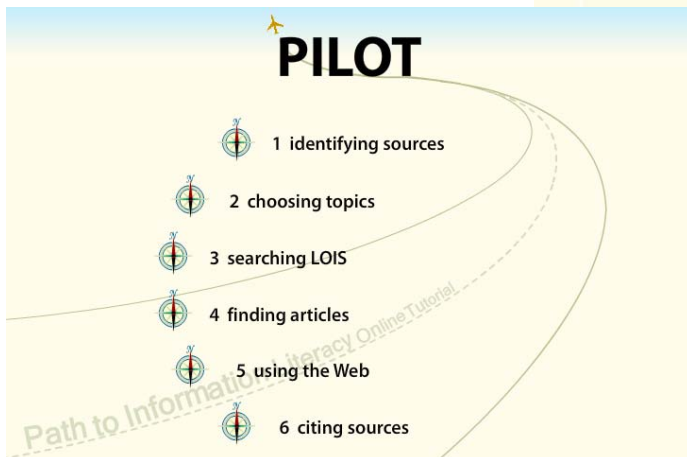 PILOT
1 identifying sources
2 choosing topics
3 searching LOIS
4 finding articles
5 using the Web
6 citing sources
Path to Information Literacy Online Tutorial